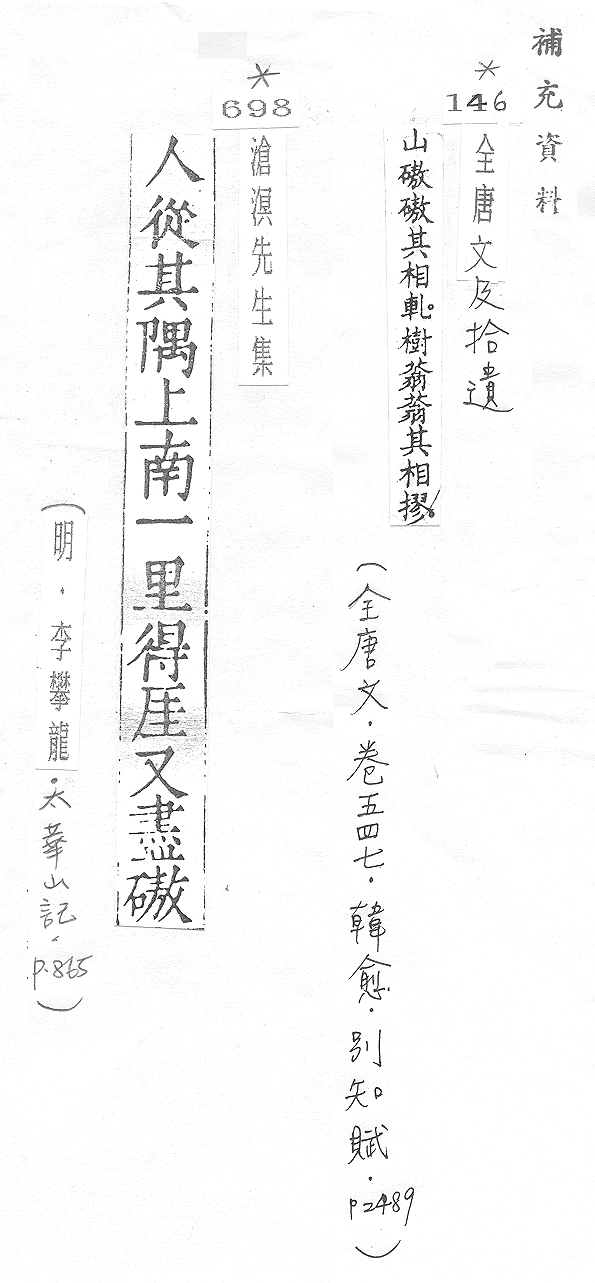 補充資料
*
146
全唐文及拾遺
山磝磝其相軋。樹蓊蓊其相摎。
(全唐文.卷五四七.韓愈.別知賦.p2489)
*
698
滄溟先生集
人從其隅上南一里得厓又盡磝
(明.李攀龍.太華山記.p.865)